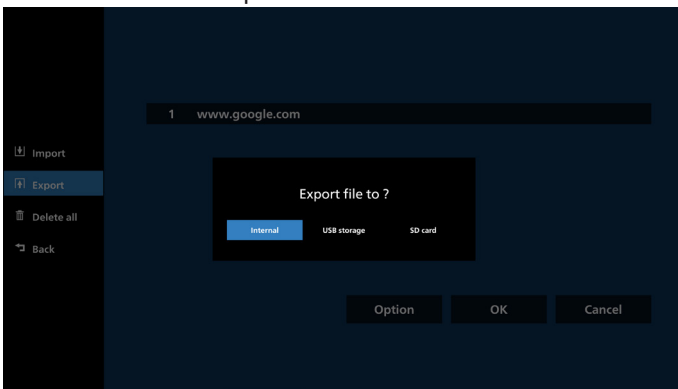 1 www.google.com
Import
Export
Delete all
Back
Export file to ?
Internal USB storage SD card
Option OK Cancel